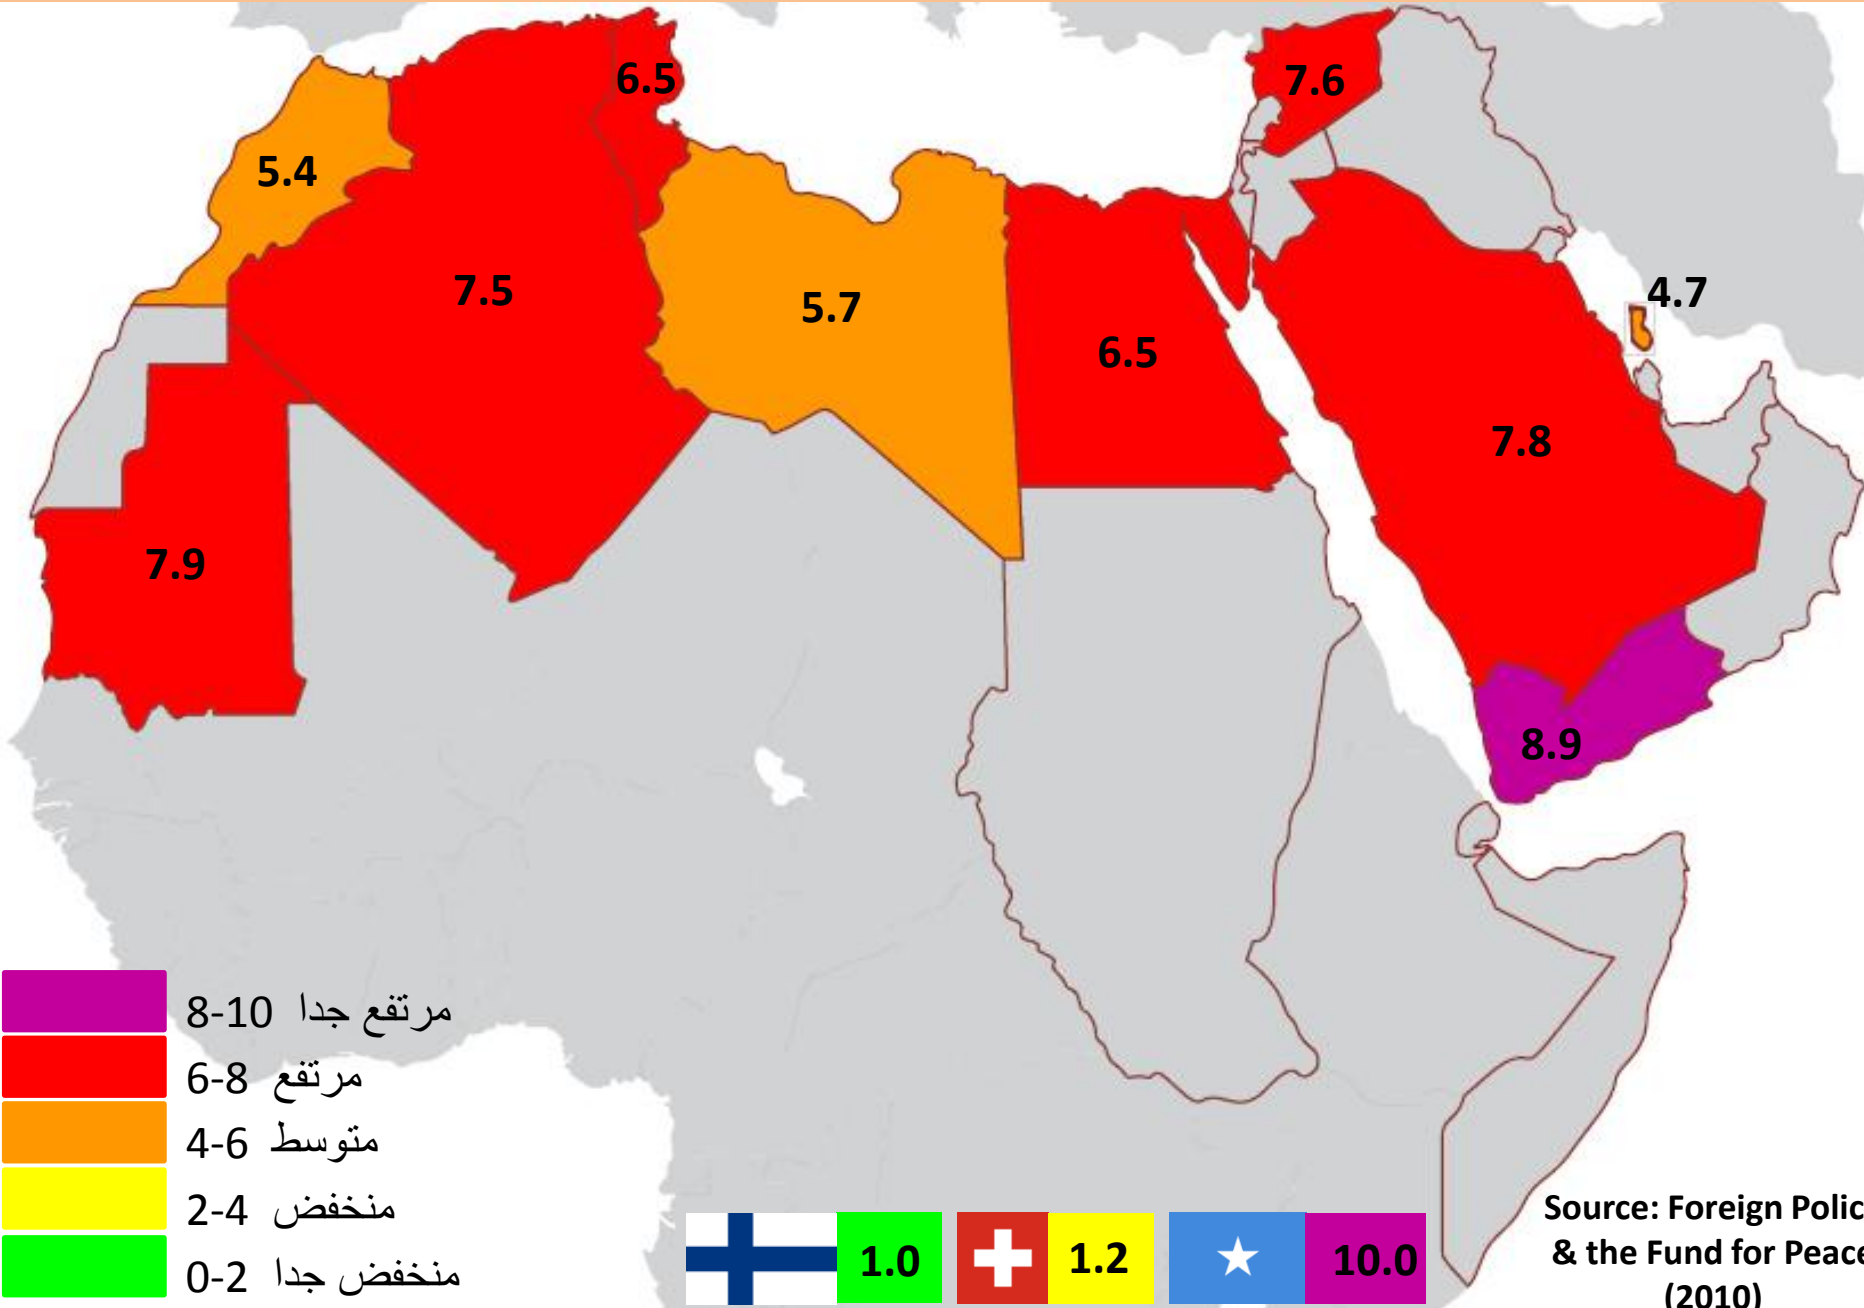 6.5
7.6
5.4
7.5
5.7
4.7
6.5
7.8
7.9
8.9
مرتفع جدا 8-10
مرتفع 6-8
متوسط 4-6
منخفض 2-4
منخفض جدا 0-2
1.0
1.2
10.0
Source: Foreign Polic
& the Fund for Peace
(2010)